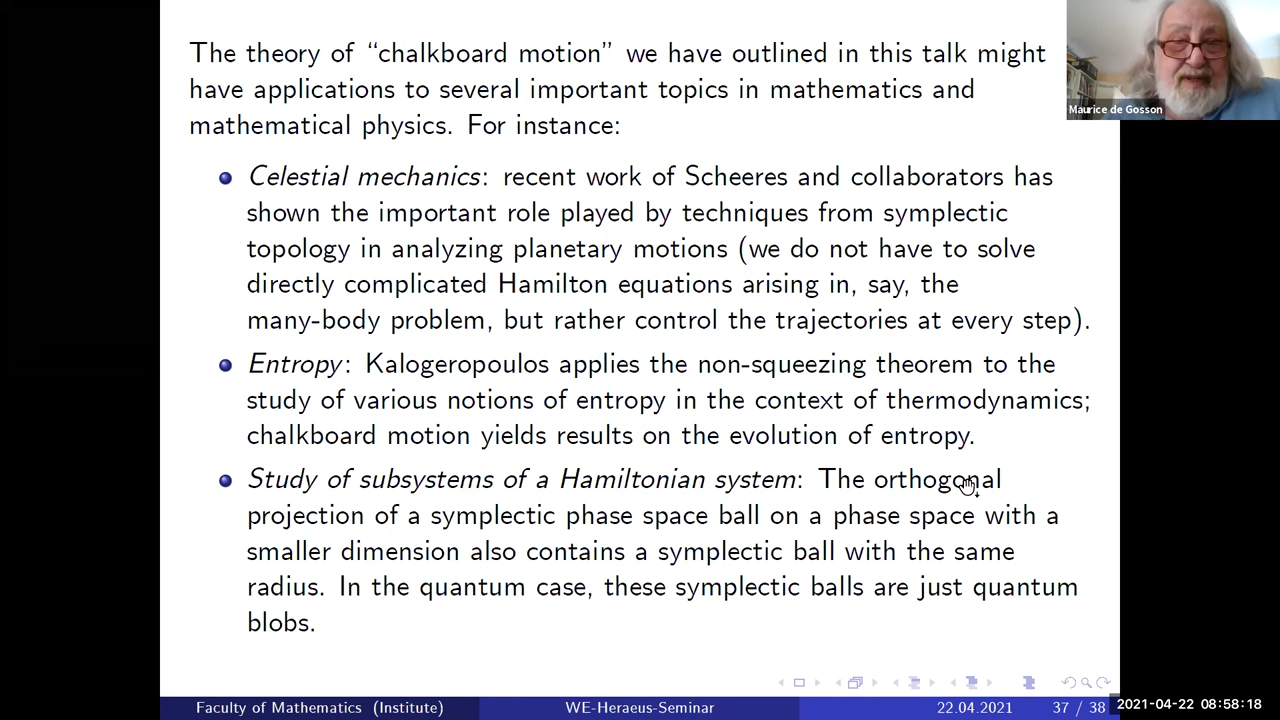 The theory of “chalkboard motion” we have outlined in this talk might
have applications to several important topics in mathematics and
mathematical physics. For instance:
Maurice de Gosson
Celestial mechanics: recent work of Scheeres and collaborators has
shown the important role played by techniques from symplectic
topology in analyzing planetary motions (we do not have to solve
directly complicated Hamilton equations arising in, say, the
many-body problem, but rather control the trajectories at every step).
Entropy: Kalogeropoulos applies the non-squeezing theorem to the
study of various notions of entropy in the context of thermodynamics;
chalkboard motion yields results on the evolution of entropy.
Study of subsystems of a Hamiltonian system: The orthogonal
projection of a symplectic phase space ball on a phase space with a
smaller dimension also contains a symplectic ball with the same
radius. In the quantum case, these symplectic balls are just quantum
blobs.
Faculty of Mathematics (Institute) WE-Heraeus-Seminar 22.04.2021 37 / 38
2021-04-22 08:58:18